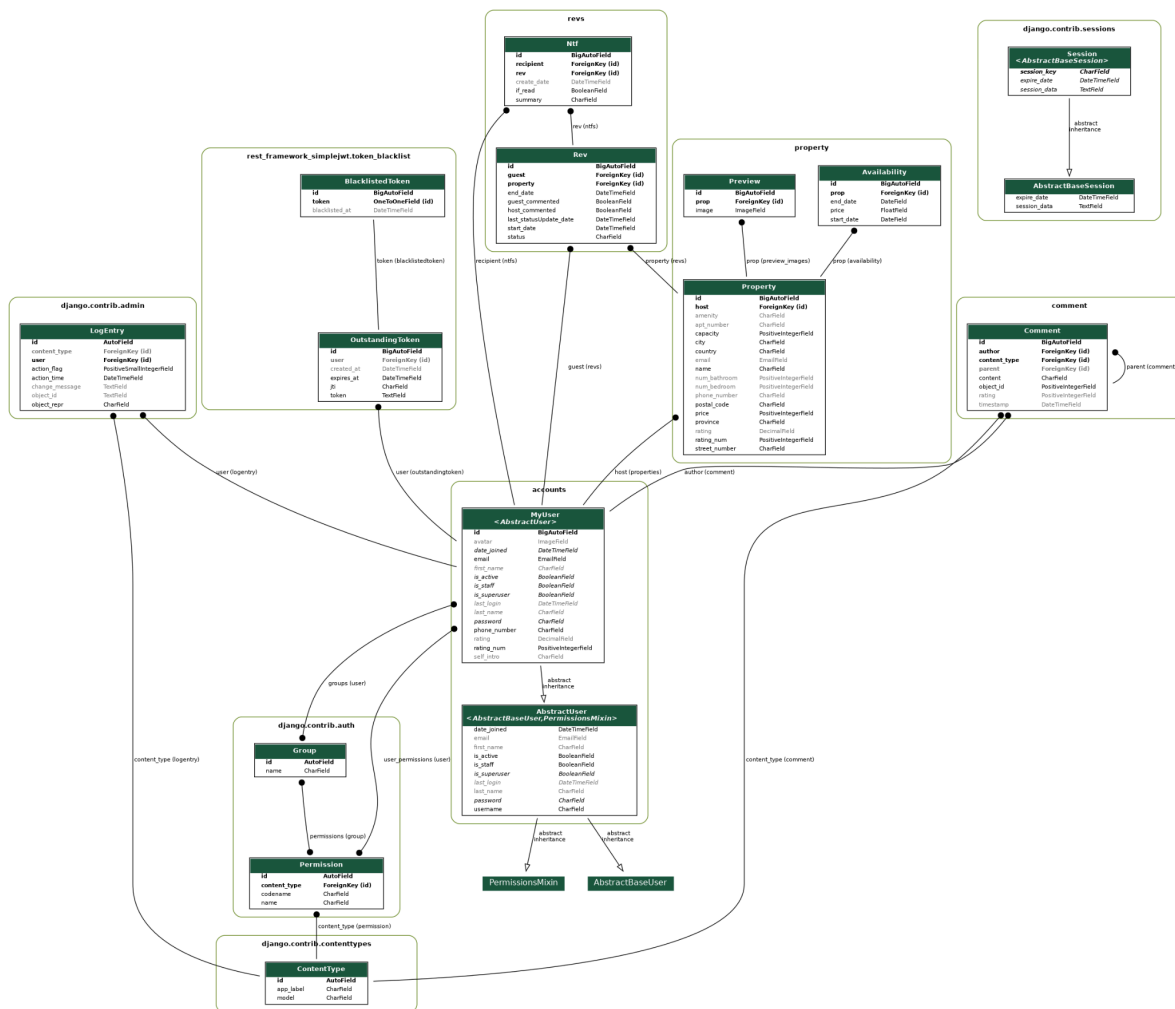 revs
Ntf
id BigAutoField
recipient ForeignKey (id)
rev ForeignKey (id)
create_date DateTimeField
if_read BooleanField
summary CharField
rev (ntfs)
Rev
id BigAutoField
guest ForeignKey (id)
property ForeignKey (id)
end_date DateTimeField
guest_commented BooleanField
host_commented BooleanField
last_statusUpdate_date DateTimeField
start_date DateTimeField
status CharField
django.contrib.sessions
Session
<AbstractBaseSession>
session_key CharField
expire_date DateTimeField
session_data TextField
abstract
inheritance
AbstractBaseSession
expire_date DateTimeField
session_data TextField
rest_framework_simplejwt.token_blacklist
BlacklistedToken
id BigAutoField
token OneToOneField (id)
blacklisted_at DateTimeField
token (blacklistedtoken)
OutstandingToken
id BigAutoField
user ForeignKey (id)
created_at DateTimeField
expires_at DateTimeField
jti CharField
token TextField
property
Preview
id BigAutoField
prop ForeignKey (id)
image ImageField
Availability
id BigAutoField
prop ForeignKey (id)
end_date DateField
price FloatField
start_date DateField
recipient (ntfs)
property (revs)
prop (preview_images)
prop (availability)
Property
id BigAutoField
host ForeignKey (id)
amenity CharField
apt_number CharField
capacity PositiveIntegerField
city CharField
country CharField
email EmailField
name CharField
num_bathroom PositiveIntegerField
num_bedroom PositiveIntegerField
phone_number CharField
postal_code CharField
price PositiveIntegerField
province CharField
rating DecimalField
rating_num PositiveIntegerField
street_number CharField
django.contrib.admin
LogEntry
id AutoField
content_type ForeignKey (id)
user ForeignKey (id)
action_flag PositiveSmallIntegerField
action_time DateTimeField
change_message TextField
object_id TextField
object_repr CharField
comment
Comment
id BigAutoField
author ForeignKey (id)
content_type ForeignKey (id)
parent ForeignKey (id)
content CharField
object_id PositiveIntegerField
rating PositiveIntegerField
timestamp DateTimeField
parent (comment
guest (revs)
user (logentry)
user (outstandingtoken)
host (properties)
author (comment)
accounts
MyUser
<AbstractUser>
id BigAutoField
avatar ImageField
date_joined DateTimeField
email EmailField
first_name CharField
is_active BooleanField
is_staff BooleanField
is_superuser BooleanField
last_login DateTimeField
last_name CharField
password CharField
phone_number CharField
rating DecimalField
rating_num PositiveIntegerField
self_intro CharField
abstract
inheritance
AbstractUser
<AbstractBaseUser,PermissionsMixin>
date_joined DateTimeField
email EmailField
first_name CharField
is_active BooleanField
is_staff BooleanField
is_superuser BooleanField
last_login DateTimeField
last_name CharField
password CharField
username CharField
abstract
inheritance
abstract
inheritance
PermissionsMixin
AbstractBaseUser
groups (user)
django.contrib.auth
Group
id AutoField
name CharField
content_type (logentry)
user_permissions (user)
content_type (comment)
permissions (group)
Permission
id AutoField
content_type ForeignKey (id)
codename CharField
name CharField
content_type (permission)
django.contrib.contenttypes
ContentType
id AutoField
app_label CharField
model CharField